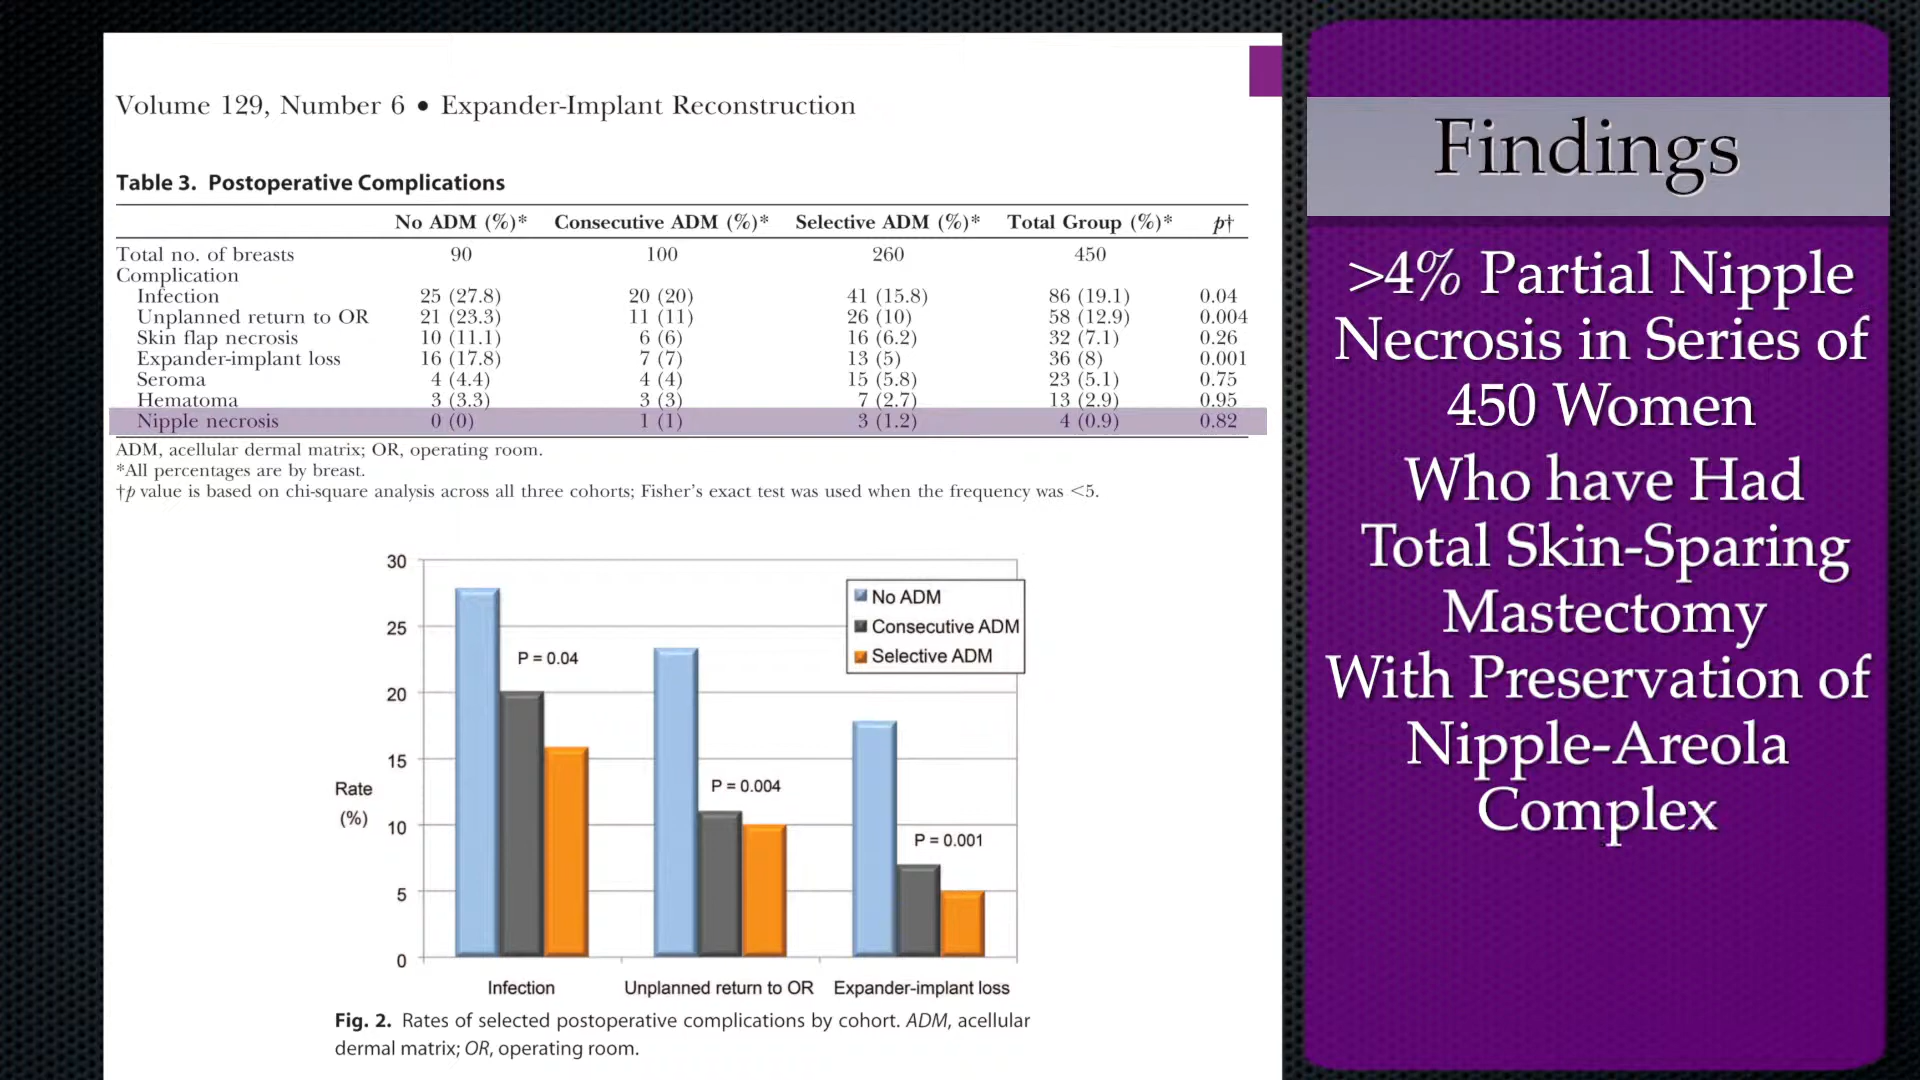 Volume 129, Number 6 • Expander-Implant Reconstruction
Table 3. Postoperative Complications
No ADM (%)* Consecutive ADM (%)* Selective ADM (%)* Total Group (%)* p†
Total no. of breasts 90 100 260 450
Complication
Infection 25 (27.8) 20 (20) 41 (15.8) 86 (19.1) 0.04
Unplanned return to OR 21 (23.3) 11 (11) 26 (10) 58 (12.9) 0.004
Skin flap necrosis 10 (11.1) 6 (6) 16 (6.2) 32 (7.1) 0.26
Expander-implant loss 16 (17.8) 7 (7) 13 (5) 36 (8) 0.001
Seroma 4 (4.4) 4 (4) 15 (5.8) 23 (5.1) 0.75
Hematoma 3 (3.3) 3 (3) 7 (2.7) 13 (2.9) 0.95
Nipple necrosis 0 (0) 1 (1) 3 (1.2) 4 (0.9) 0.82
ADM, acellular dermal matrix; OR, operating room.
*All percentages are by breast.
†p value is based on chi-square analysis across all three cohorts; Fisher's exact test was used when the frequency was <5.
30
25
20
15
10
5
0
Rate
(%)
No ADM
Consecutive ADM
Selective ADM
P = 0.04
P = 0.004
P = 0.001
Infection Unplanned return to OR Expander-implant loss
Fig. 2. Rates of selected postoperative complications by cohort. ADM, acellular
dermal matrix; OR, operating room.
Findings
>4% Partial Nipple
Necrosis in Series of
450 Women
Who have Had
Total Skin-Sparing
Mastectomy
With Preservation of
Nipple-Areola
Complex